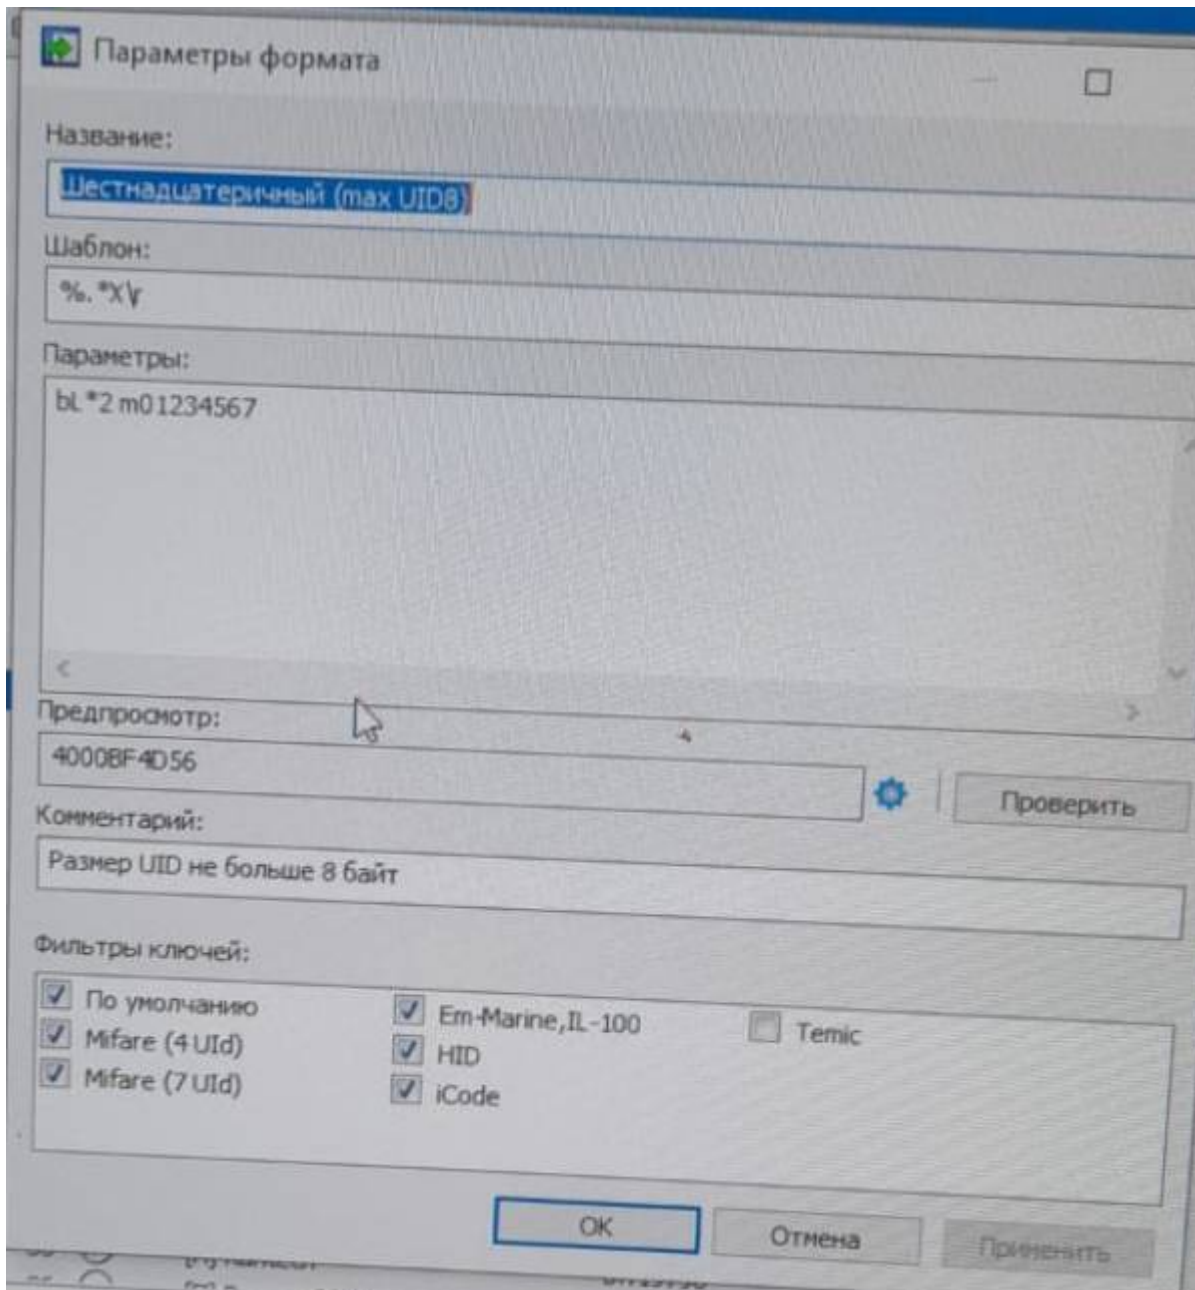 Параметры формата
Название:
Шестнадцатеричный (max UID8)
Шаблон:
%.*X\r
Параметры:
bL *2 m01234567
Предпросмотр:
4000BF4D56
Проверить
Комментарий:
Размер UID не больше 8 байт
Фильтры ключей:
По умолчанию
Mifare (4 UId)
Mifare (7 UId)
Em-Marine,IL-100
HID
iCode
Temic
OK
Отмена
Применить